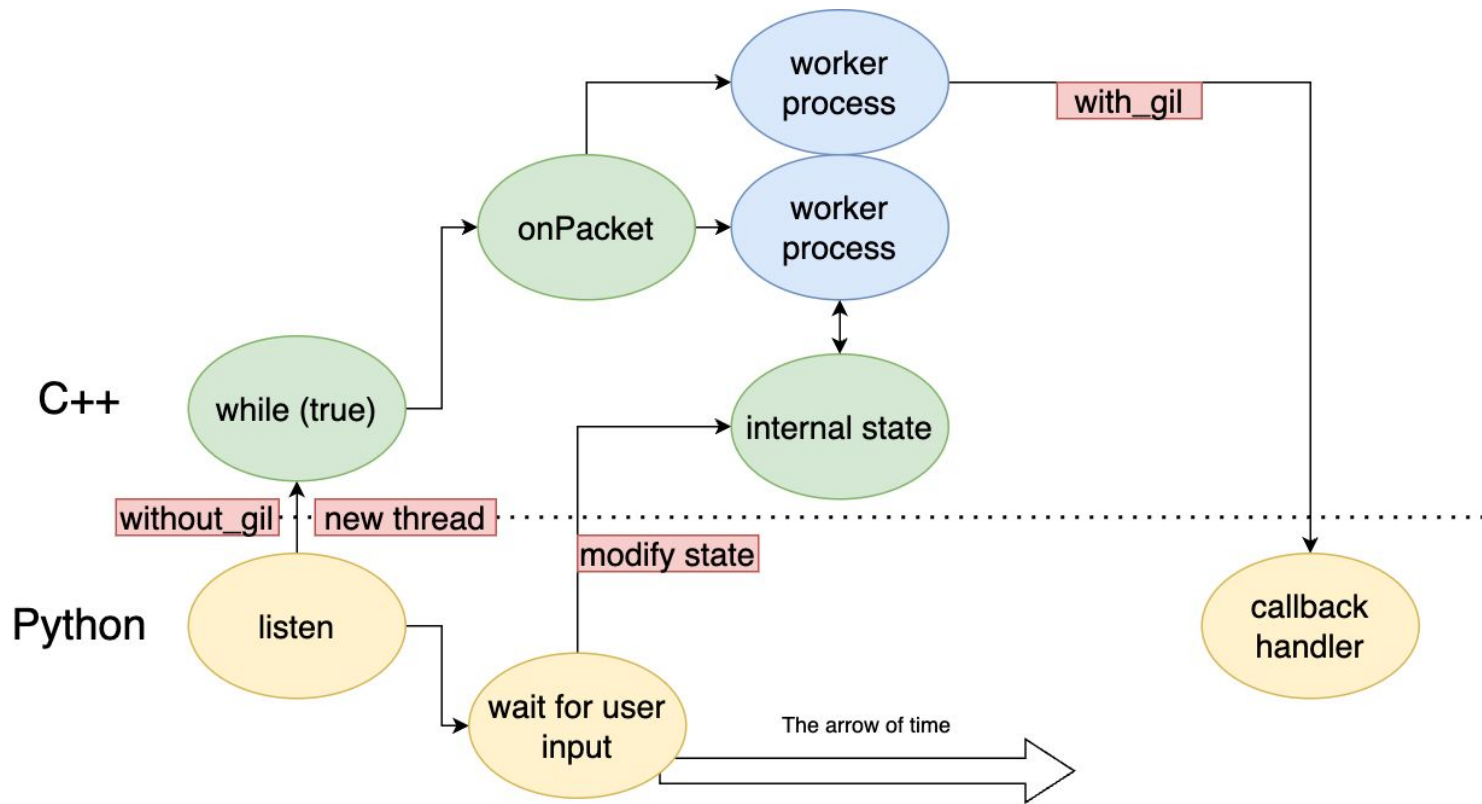 worker
process
with_gil
onPacket
worker
process
C++
while (true)
internal state
without_gil
new thread
modify state
Python
listen
callback
handler
wait for user
input
The arrow of time